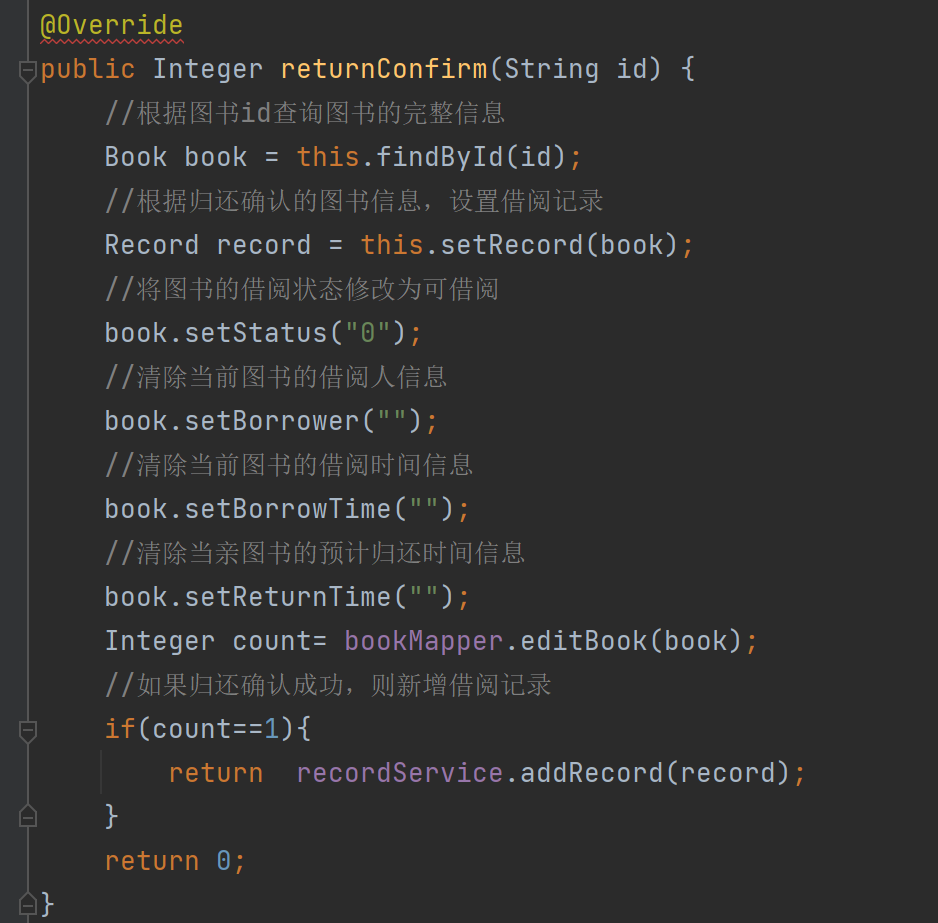 @Override
public Integer returnConfirm(String id) {
//根据图书id查询图书的完整信息
Book book = this.findById(id);
//根据归还确认的图书信息，设置借阅记录
Record record = this.setRecord(book);
//将图书的借阅状态修改为可借阅
book.setStatus("0");
//清除当前图书的借阅人信息
book.setBorrower("");
//清除当前图书的借阅时间信息
book.setBorrowTime("");
//清除当亲图书的预计归还时间信息
book.setReturnTime("");
Integer count= bookMapper.editBook(book);
//如果归还确认成功，则新增借阅记录
if(count==1){
return  recordService.addRecord(record);
}
return 0;
}